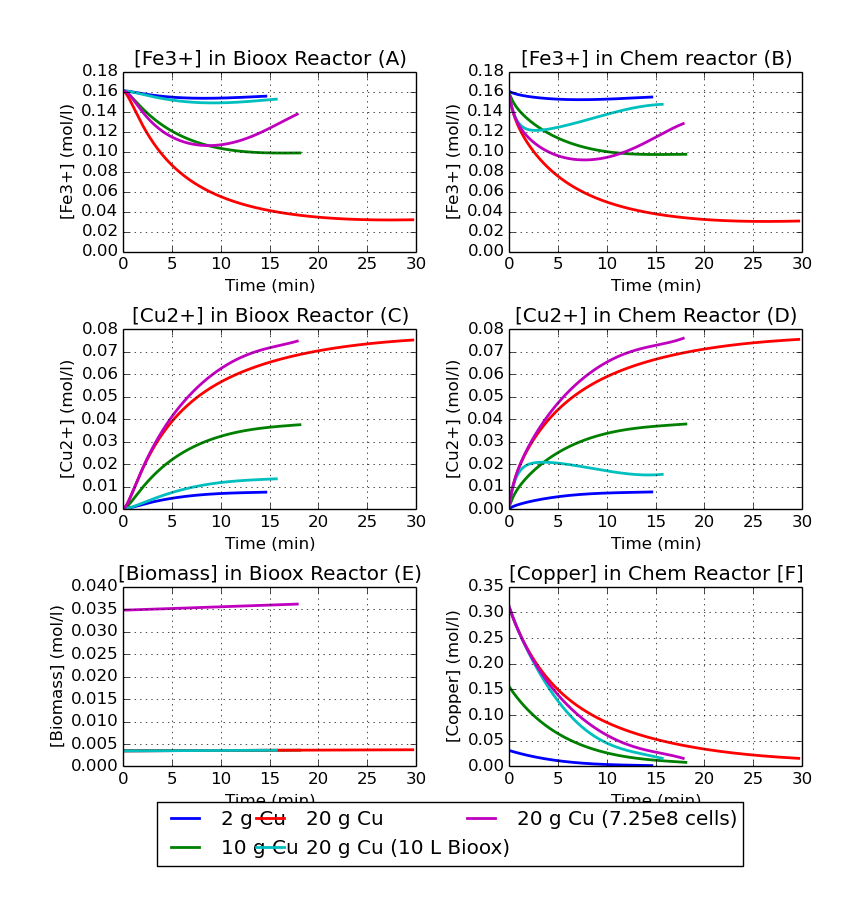 [Fe3+] in Bioox Reactor (A)
[Fe3+] (mol/l)
0.18
0.16
0.14
0.12
0.10
0.08
0.06
0.04
0.02
0.00
0 5 10 15 20 25 30
Time (min)
[Fe3+] in Chem reactor (B)
[Fe3+] (mol/l)
0.18
0.16
0.14
0.12
0.10
0.08
0.06
0.04
0.02
0.00
0 5 10 15 20 25 30
Time (min)
[Cu2+] in Bioox Reactor (C)
[Cu2+] (mol/l)
0.08
0.07
0.06
0.05
0.04
0.03
0.02
0.01
0.00
0 5 10 15 20 25 30
Time (min)
[Cu2+] in Chem Reactor (D)
[Cu2+] (mol/l)
0.08
0.07
0.06
0.05
0.04
0.03
0.02
0.01
0.00
0 5 10 15 20 25 30
Time (min)
[Biomass] in Bioox Reactor (E)
[Biomass] (mol/l)
0.040
0.035
0.030
0.025
0.020
0.015
0.010
0.005
0.000
0 5 10 15 20 25 30
Time (min)
[Copper] in Chem Reactor [F]
[Copper] (mol/l)
0.35
0.30
0.25
0.20
0.15
0.10
0.05
0.00
0 5 10 15 20 25 30
Time (min)
2 g Cu
10 g Cu
20 g Cu
20 g Cu (10 L Bioox)
20 g Cu (7.25e8 cells)